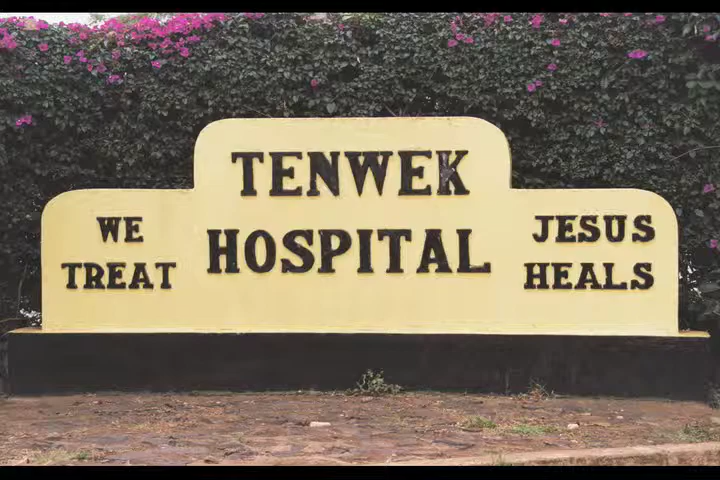 TENWEK
HOSPITAL
WE
TREAT
JESUS
HEALS